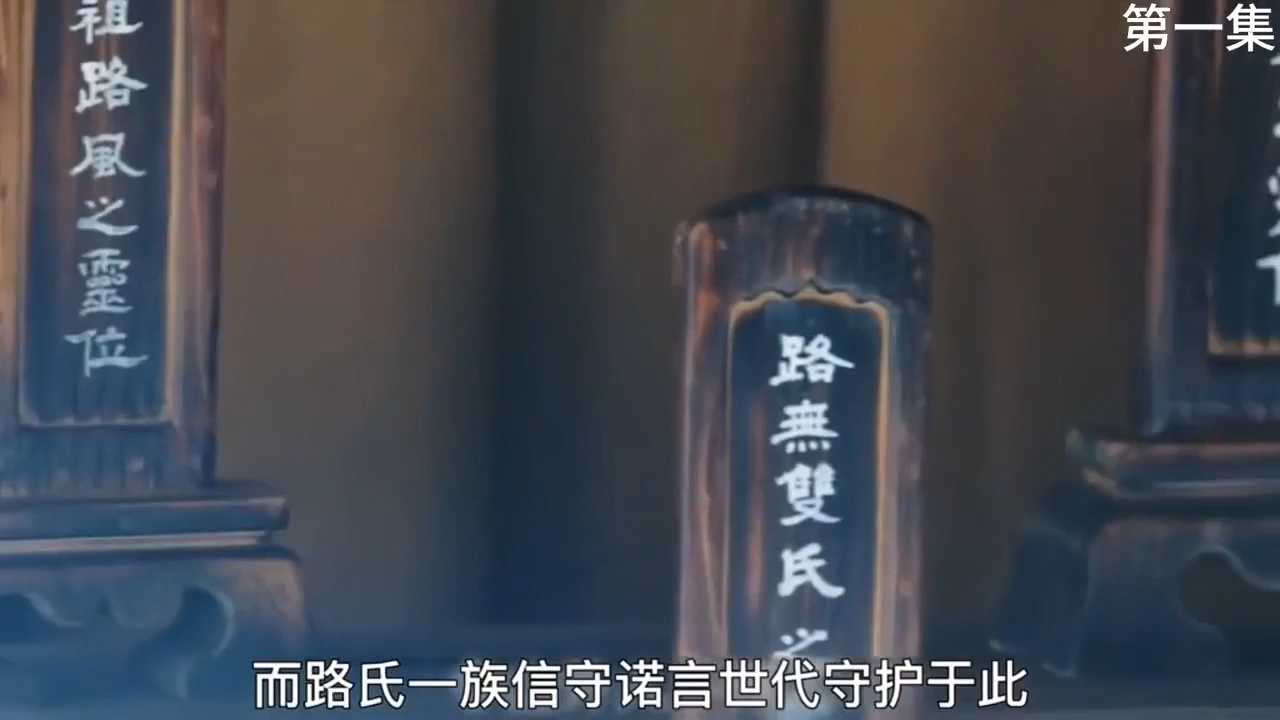 第一集
祖路風之靈位
路無雙氏之
而路氏一族信守诺言世代守护于此